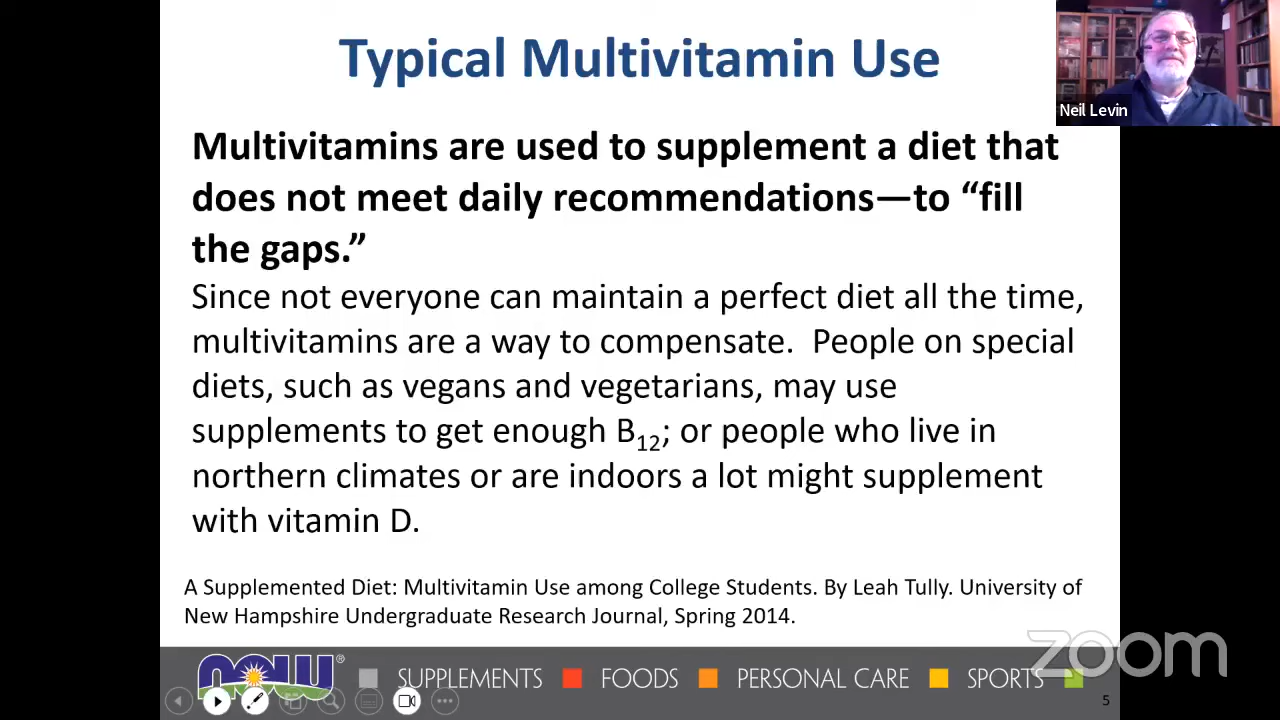 Typical Multivitamin Use
Neil Levin
Multivitamins are used to supplement a diet that
does not meet daily recommendations—to “fill
the gaps.”
Since not everyone can maintain a perfect diet all the time,
multivitamins are a way to compensate.  People on special
diets, such as vegans and vegetarians, may use
supplements to get enough B12; or people who live in
northern climates or are indoors a lot might supplement
with vitamin D.
A Supplemented Diet: Multivitamin Use among College Students. By Leah Tully. University of
New Hampshire Undergraduate Research Journal, Spring 2014.
zoom
NOW® SUPPLEMENTS FOODS PERSONAL CARE SPORTS
5